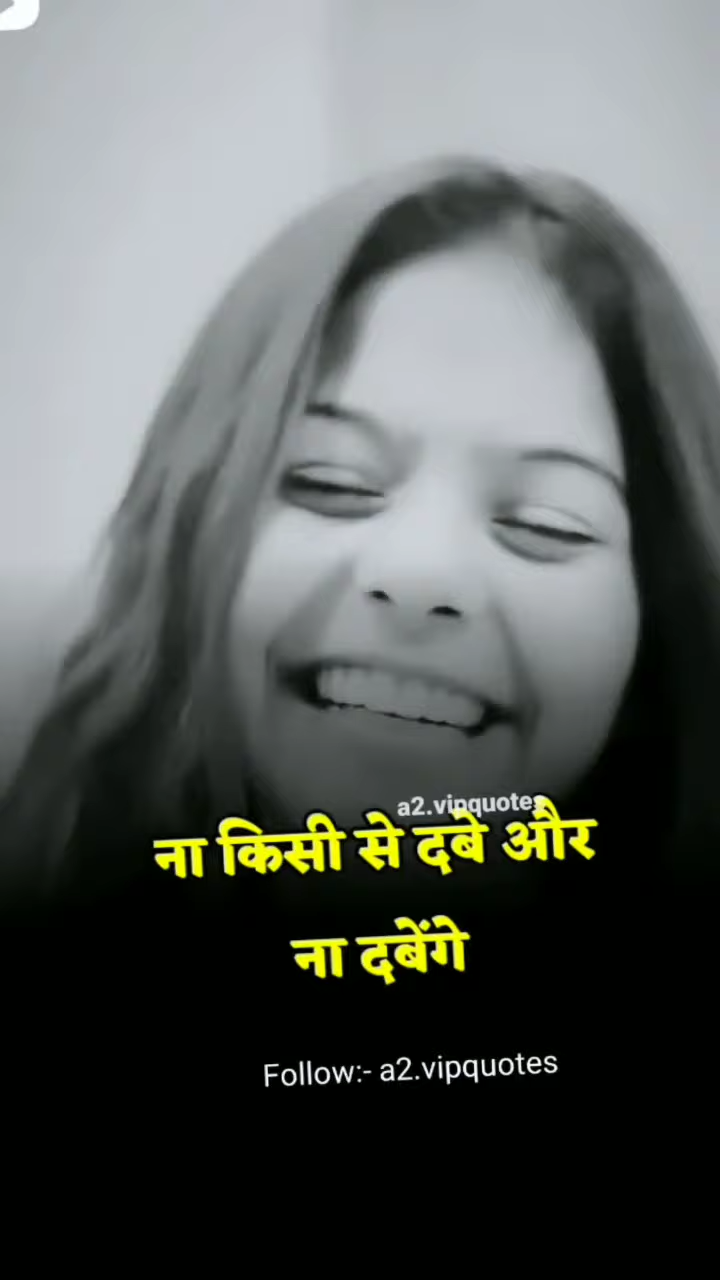 a2.vipquotes
ना किसी से दबे और
ना दबेंगे
Follow:- a2.vipquotes